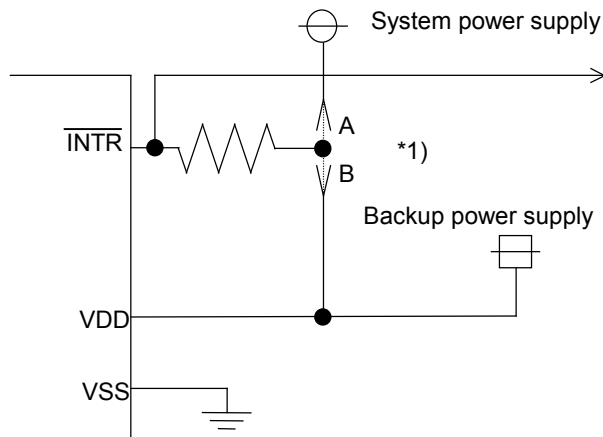 System power supply
A
INTR
*1)
B
Backup power supply
VDD
VSS